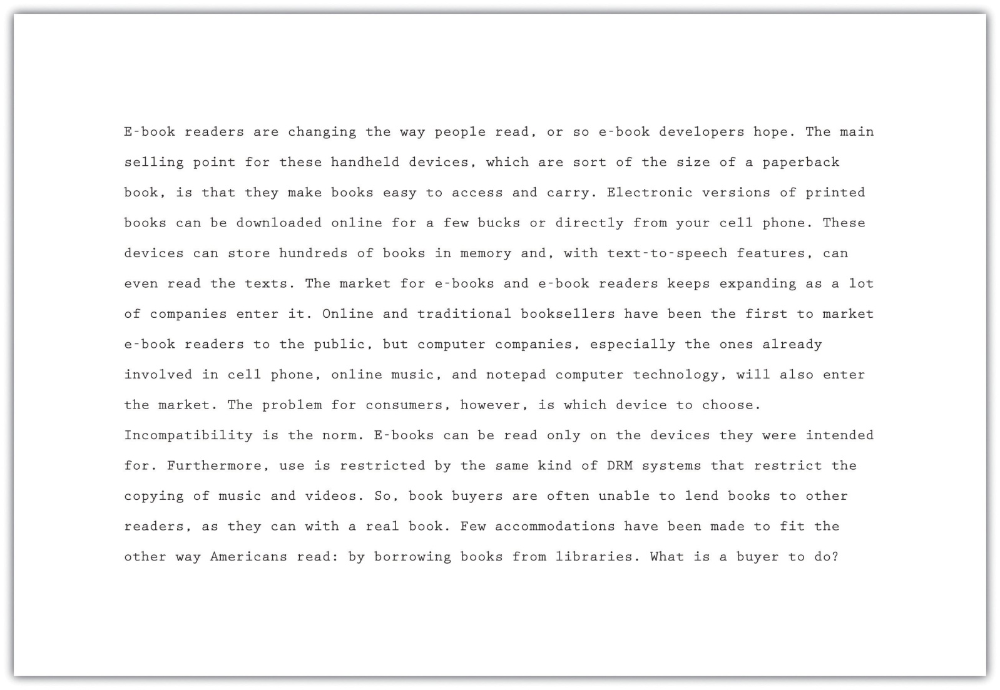 E-book readers are changing the way people read, or so e-book developers hope. The main
selling point for these handheld devices, which are sort of the size of a paperback
book, is that they make books easy to access and carry. Electronic versions of printed
books can be downloaded online for a few bucks or directly from your cell phone. These
devices can store hundreds of books in memory and, with text-to-speech features, can
even read the texts. The market for e-books and e-book readers keeps expanding as a lot
of companies enter it. Online and traditional booksellers have been the first to market
e-book readers to the public, but computer companies, especially the ones already
involved in cell phone, online music, and notepad computer technology, will also enter
the market. The problem for consumers, however, is which device to choose.
Incompatibility is the norm. E-books can be read only on the devices they were intended
for. Furthermore, use is restricted by the same kind of DRM systems that restrict the
copying of music and videos. So, book buyers are often unable to lend books to other
readers, as they can with a real book. Few accommodations have been made to fit the
other way Americans read: by borrowing books from libraries. What is a buyer to do?